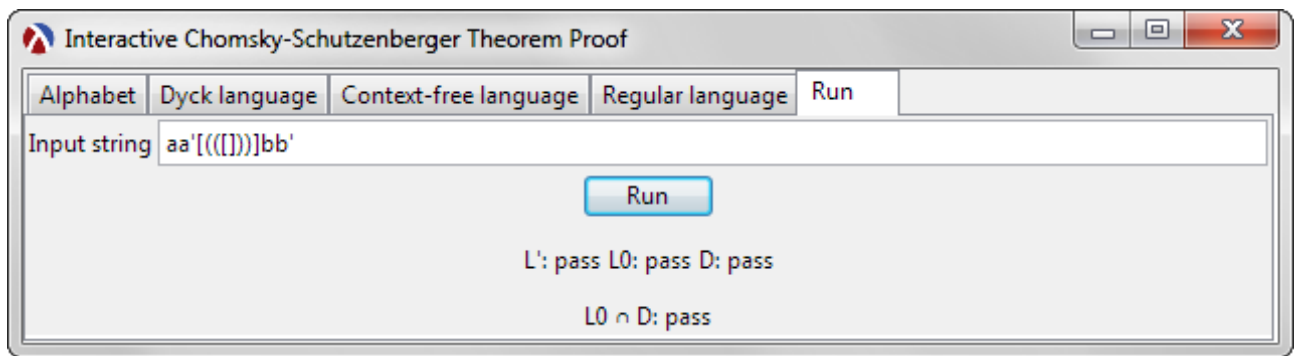 Interactive Chomsky-Schutzenberger Theorem Proof
Alphabet Dyck language Context-free language Regular language Run
Input string aa'[(([]))]bb'
Run
L': pass L0: pass D: pass
L0 ∩ D: pass